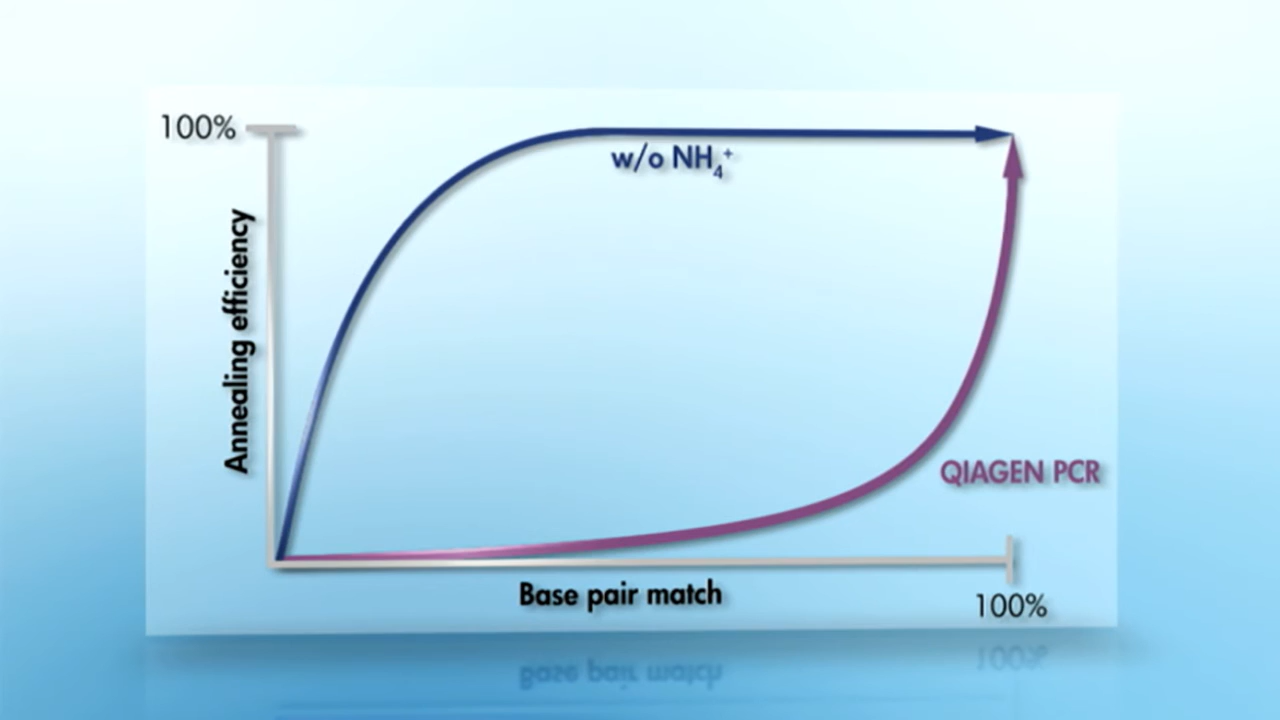 100%
w/o NH₄⁺
Annealing efficiency
QIAGEN PCR
Base pair match
100%